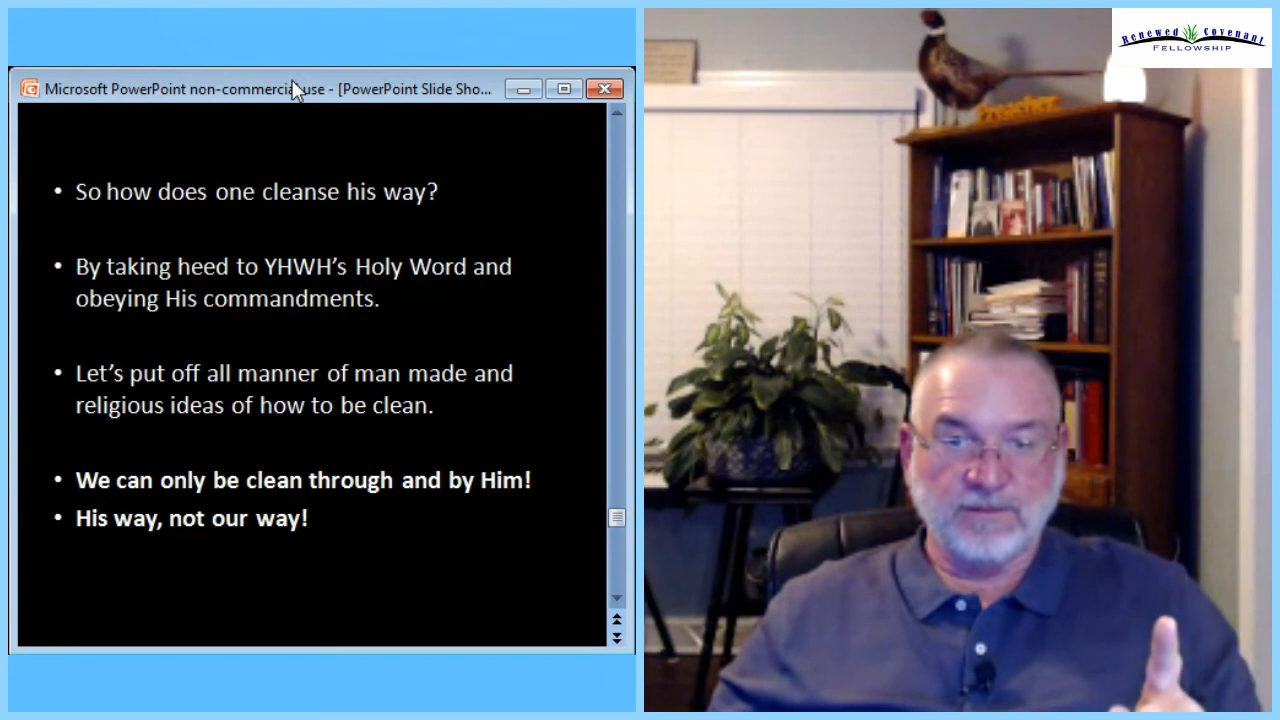 Microsoft PowerPoint non-commercial use - [PowerPoint Slide Sho...
• So how does one cleanse his way?
• By taking heed to YHWH’s Holy Word and
obeying His commandments.
• Let’s put off all manner of man made and
religious ideas of how to be clean.
• We can only be clean through and by Him!
• His way, not our way!
Renewed Covenant
FELLOWSHIP
Preacher